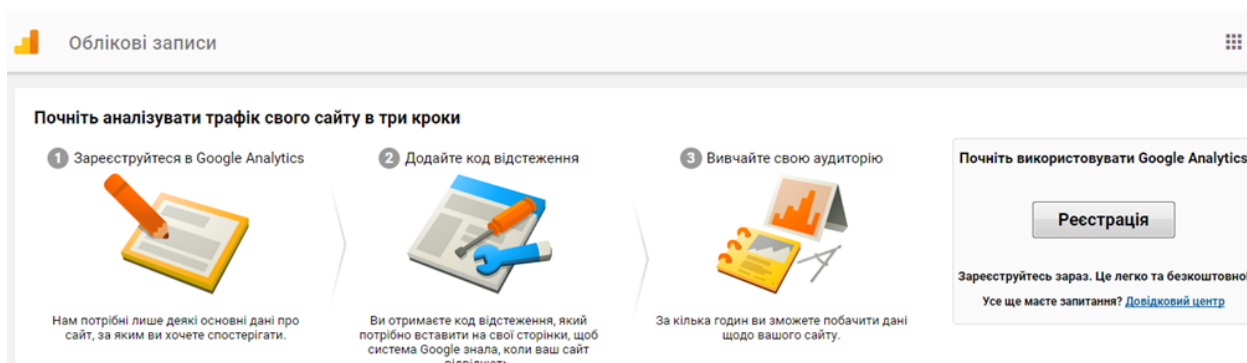 Облікові записи
Почніть аналізувати трафік свого сайту в три кроки
1 Зареєструйтеся в Google Analytics
2 Додайте код відстеження
3 Вивчайте свою аудиторію
Нам потрібні лише деякі основні дані про
сайт, за яким ви хочете спостерігати.
Ви отримаєте код відстеження, який
потрібно вставити на свої сторінки, щоб
система Google знала, коли ваш сайт
За кілька годин ви зможете побачити дані
щодо вашого сайту.
Почніть використовувати Google Analytics
Реєстрація
Зареєструйтесь зараз. Це легко та безкоштовно!
Усе ще маєте запитання? Довідковий центр